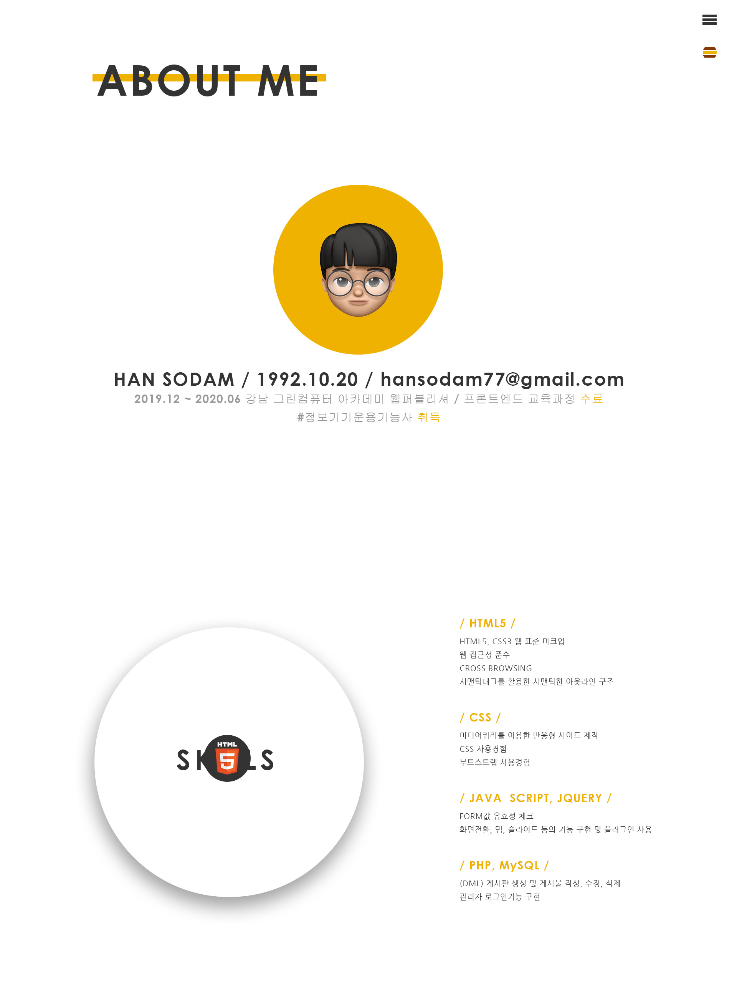 ABOUT ME
HAN SODAM / 1992.10.20 / hansodam77@gmail.com
2019.12 ~ 2020.06 강남 그린컴퓨터 아카데미 웹퍼블리셔 / 프론트엔드 교육과정 수료
#정보기기운용기능사 취득
/ HTML5 /
HTML5, CSS3 웹 표준 마크업
웹 접근성 준수
CROSS BROWSING
시맨틱태그를 활용한 시맨틱한 아웃라인 구조
/ CSS /
미디어쿼리를 이용한 반응형 사이트 제작
CSS 사용경험
부트스트랩 사용경험
HTML
5
/ JAVA  SCRIPT, JQUERY /
FORM값 유효성 체크
화면전환, 탭, 슬라이드 등의 기능 구현 및 플러그인 사용
/ PHP, MySQL /
(DML) 게시판 생성 및 게시물 작성, 수정, 삭제
관리자 로그인기능 구현